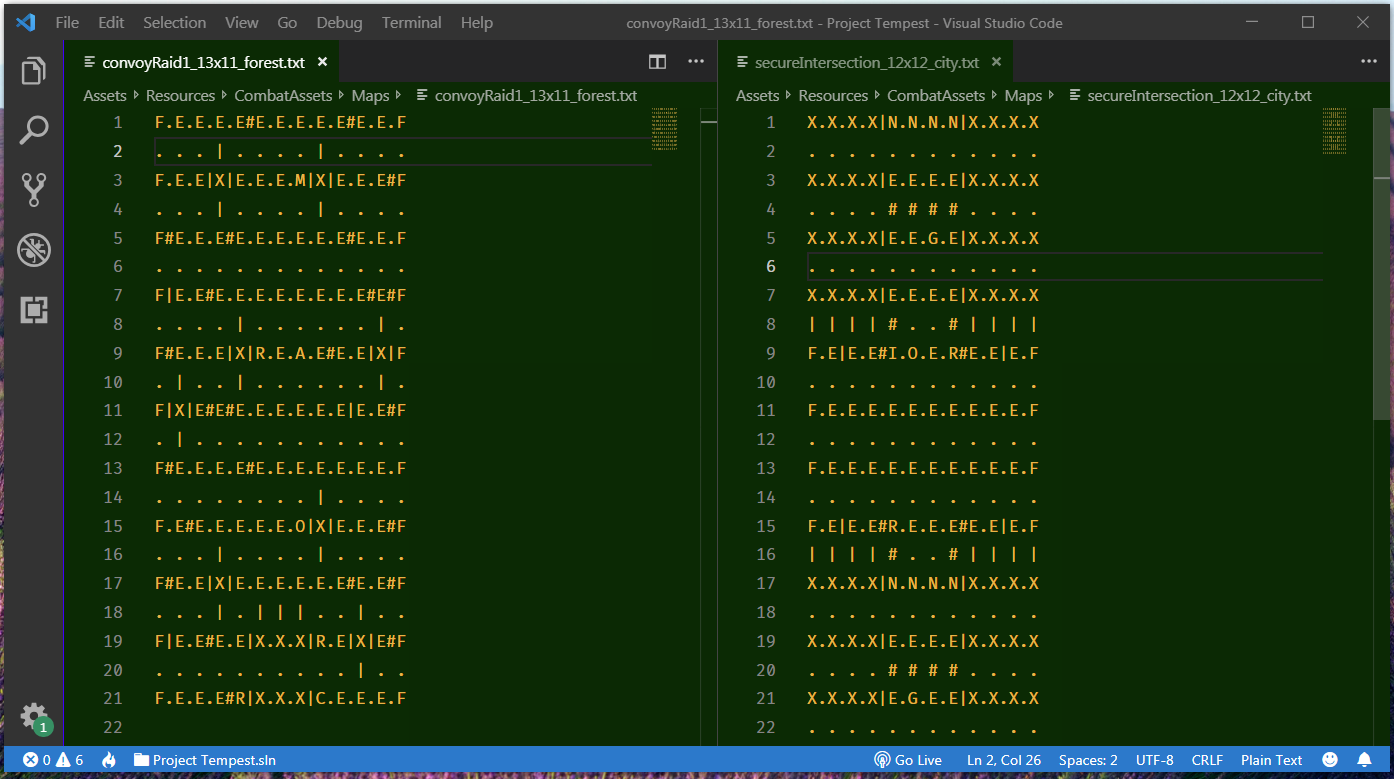 File Edit Selection View Go Debug Terminal Help convoyRaid1_13x11_forest.txt - Project Tempest - Visual Studio Code
convoyRaid1_13x11_forest.txt
Assets Resources CombatAssets Maps convoyRaid1_13x11_forest.txt
1 F.E.E.E.E#E.E.E.E.E#E.E.F
2 . . . | . . . . | . . . .
3 F.E.E|X|E.E.E.M|X|E.E.E#F
4 . . . | . . . . | . . . .
5 F#E.E.E#E.E.E.E.E.E#E.E.F
6 . . . . . . . . . . . . .
7 F|E.E#E.E.E.E.E.E.E.E#E#F
8 . . . . | . . . . . . | .
9 F#E.E.E|X|R.E.A.E#E.E|X|F
10 . | . . | . . . . . . | .
11 F|X|E#E#E.E.E.E.E.E|E.E#F
12 . | . . . . . . . . . . .
13 F#E.E.E.E#E.E.E.E.E.E.E.F
14 . . . . . . . . | . . . .
15 F.E#E.E.E.E.E.O|X|E.E.E#F
16 . . . | . . . . | . . . .
17 F#E.E|X|E.E.E.E.E.E#E.E#F
18 . . . | . | | | . . | . .
19 F|E.E#E.E|X.X.X|R.E|X|E#F
20 . . . . . . . . . . | . .
21 F.E.E.E#R|X.X.X|C.E.E.E.F
22
secureIntersection_12x12_city.txt
Assets Resources CombatAssets Maps secureIntersection_12x12_city.txt
1 X.X.X.X|N.N.N.N|X.X.X.X
2 . . . . . . . . . . . .
3 X.X.X.X|E.E.E.E|X.X.X.X
4 . . . . # # # # . . . .
5 X.X.X.X|E.E.G.E|X.X.X.X
6 . . . . . . . . . . . .
7 X.X.X.X|E.E.E.E|X.X.X.X
8 | | | | # . . # | | | |
9 F.E|E.E#I.O.E.R#E.E|E.F
10 . . . . . . . . . . . .
11 F.E.E.E.E.E.E.E.E.E.E.F
12 . . . . . . . . . . . .
13 F.E.E.E.E.E.E.E.E.E.E.F
14 . . . . . . . . . . . .
15 F.E|E.E#R.E.E.E#E.E|E.F
16 | | | | # . . # | | | |
17 X.X.X.X|N.N.N.N|X.X.X.X
18 . . . . . . . . . . . .
19 X.X.X.X|E.E.E.E|X.X.X.X
20 . . . . # # # # . . . .
21 X.X.X.X|E.G.E.E|X.X.X.X
22 . . . . . . . . . . . .
1
0 6 Project Tempest.sln Go Live Ln 2, Col 26 Spaces: 2 UTF-8 CRLF Plain Text